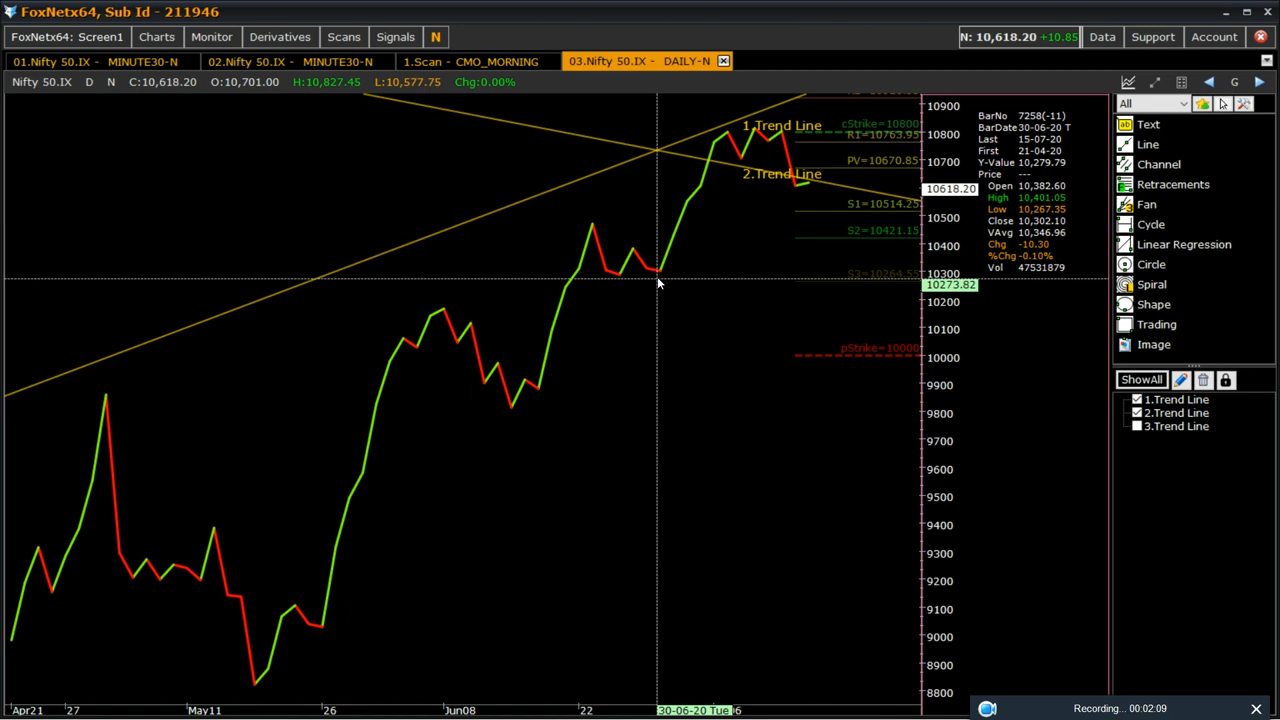 FoxNetx64, Sub Id - 211946
FoxNetx64: Screen1 Charts Monitor Derivatives Scans Signals N N: 10,618.20 +10.85 Data Support Account
01.Nifty 50.IX - MINUTE30-N 02.Nifty 50.IX - MINUTE30-N 1.Scan - CMO_MORNING 03.Nifty 50.IX - DAILY-N
Nifty 50.IX D N C:10,618.20 O:10,701.00 H:10,827.45 L:10,577.75 Chg:0.00% G
All
Text
Line
Channel
Retracements
Fan
Cycle
Linear Regression
Circle
Spiral
Shape
Trading
Image
ShowAll
1.Trend Line
2.Trend Line
3.Trend Line
BarNo 7258(-11)
BarDate 30-06-20 T
Last 15-07-20
First 21-04-20
Y-Value 10,279.79
Price ---
Open 10,382.60
High 10,401.05
Low 10,267.35
Close 10,302.10
VAvg 10,346.96
Chg -10.30
%Chg -0.10%
Vol 47531879
1.Trend Line
2.Trend Line
cStrike=10800
R1=10763.95
PV=10670.85
S1=10514.25
S2=10421.15
S3=10264.55
pStrike=10000
10900
10800
10700
10618.20
10500
10400
10300
10273.82
10200
10100
10000
9900
9800
9700
9600
9500
9400
9300
9200
9100
9000
8900
8800
Apr21 27 May11 26 Jun08 22 30-06-20 Tue 6
Recording... 00:02:09